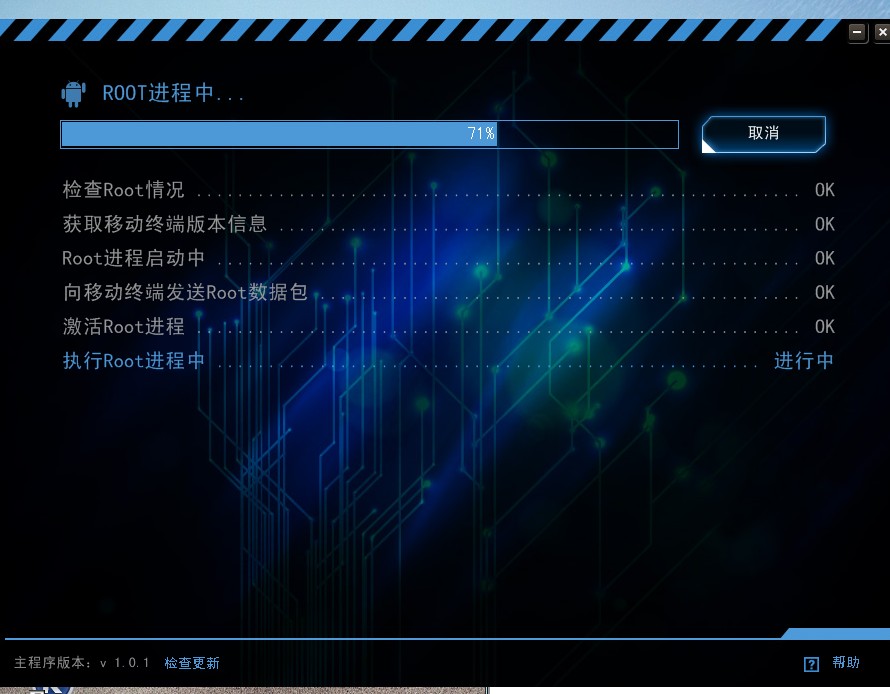 ROOT进程中...
71%
取消
检查Root情况 OK
获取移动终端版本信息 OK
Root进程启动中 OK
向移动终端发送Root数据包 OK
激活Root进程 OK
执行Root进程中 进行中
主程序版本: v 1.0.1 检查更新
? 帮助